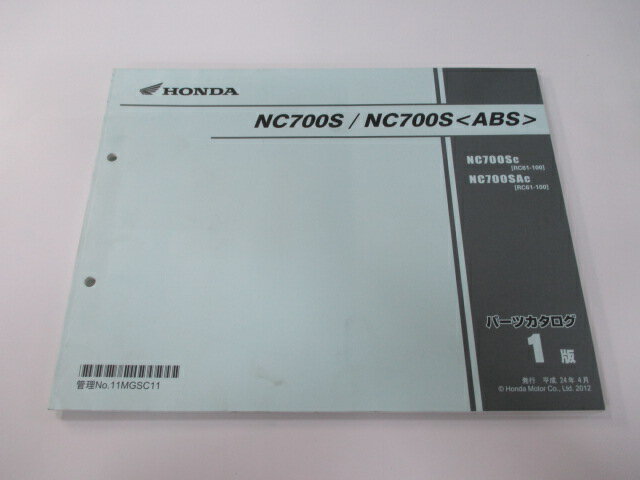 HONDA
NC700S / NC700S<ABS>
NC700Sc
[RC61-100]
NC700SAc
[RC61-100]
パーツカタログ
1 版
発行 平成 24年 4月
© Honda Motor Co., Ltd. 2012
管理No.11MGSC11